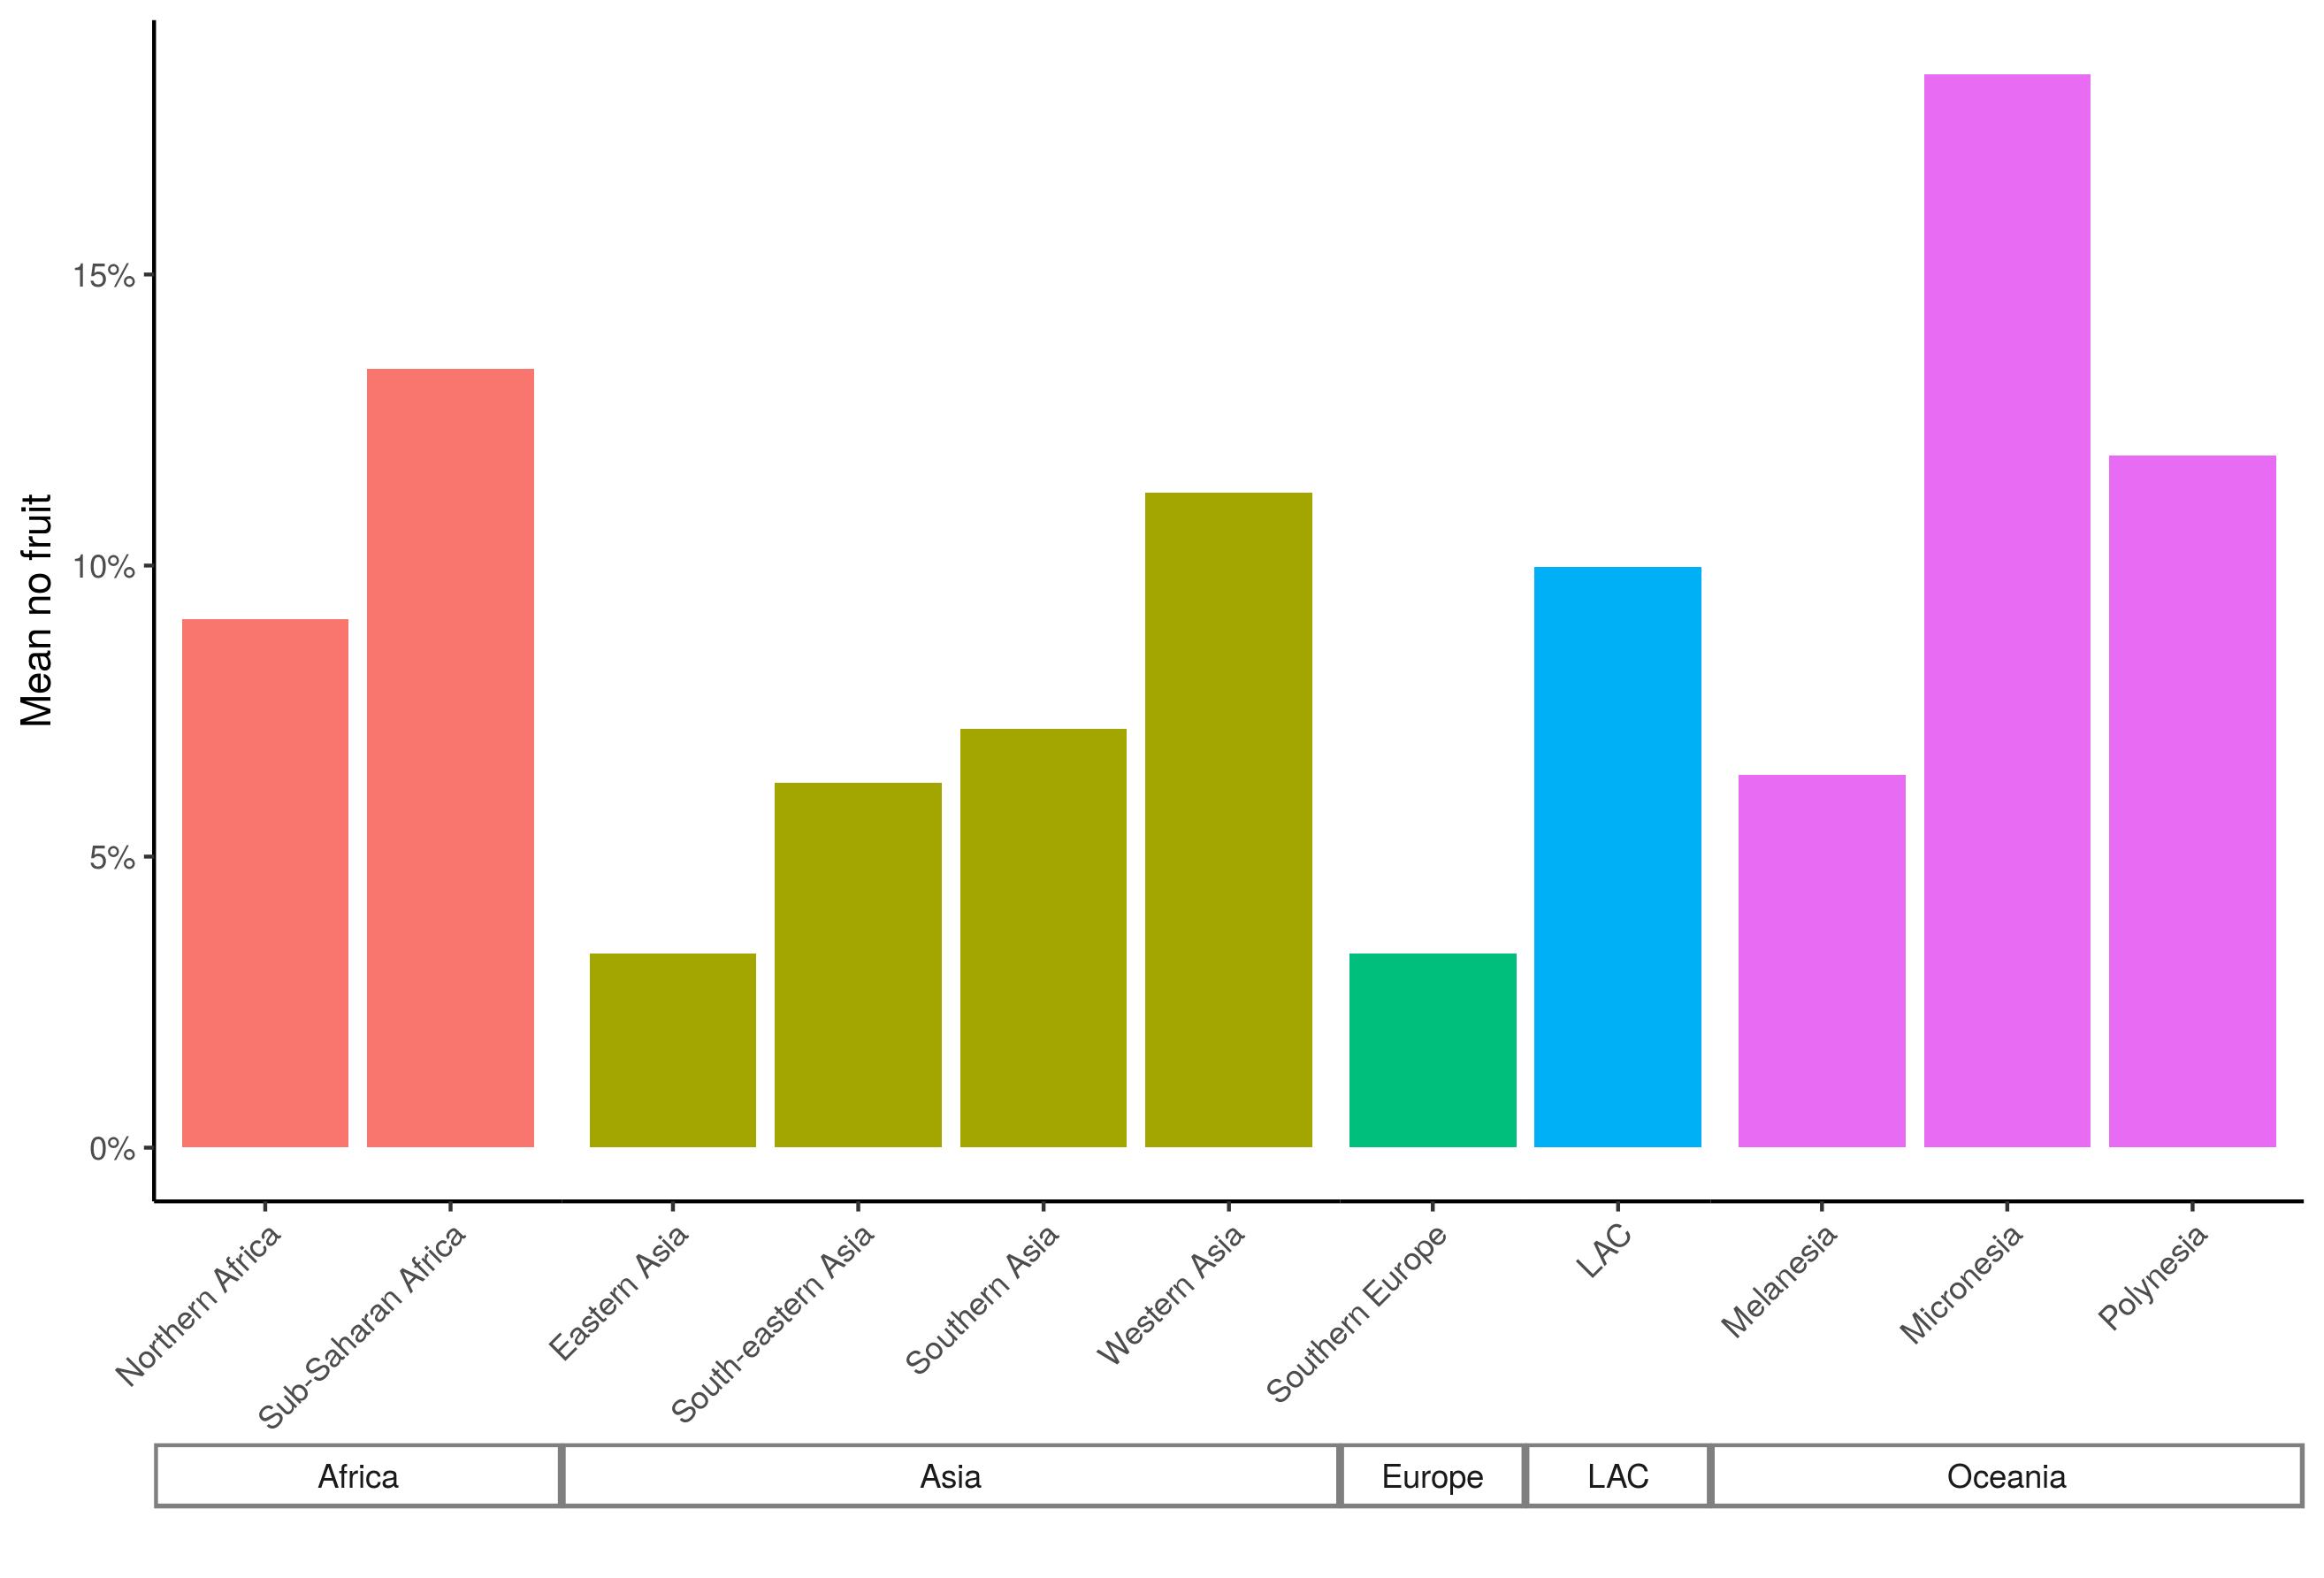 Mean no fruit
15%
10%
5%
0%
Northern Africa
Sub-Saharan Africa
Eastern Asia
South-eastern Asia
Southern Asia
Western Asia
Southern Europe
LAC
Melanesia
Micronesia
Polynesia
Africa
Asia
Europe
LAC
Oceania